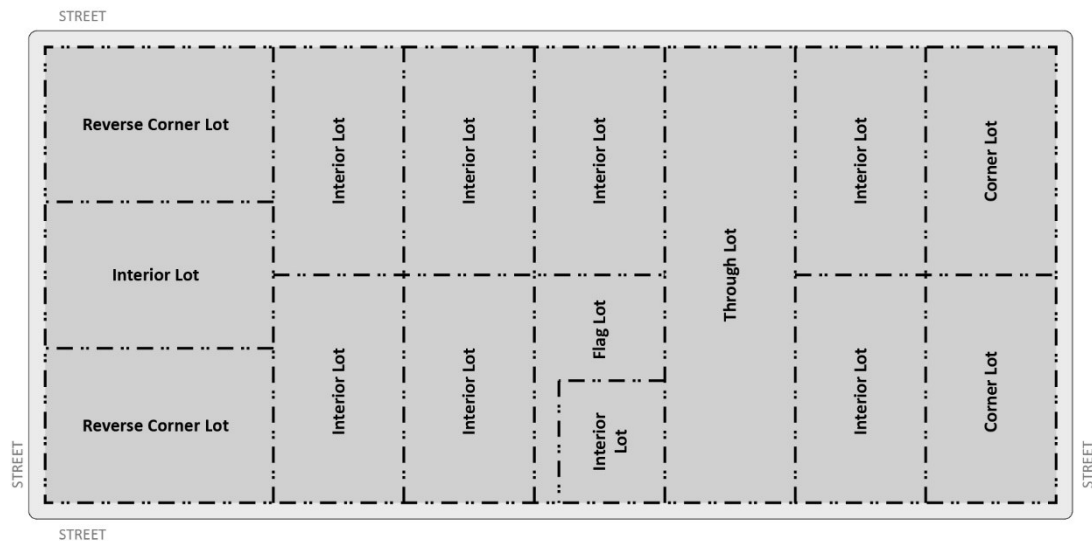 STREET
Reverse Corner Lot
Interior Lot
Interior Lot
Interior Lot
Through Lot
Interior Lot
Corner Lot
Interior Lot
Reverse Corner Lot
Interior Lot
Interior Lot
Flag Lot
Interior
Lot
Interior Lot
Corner Lot
STREET
STREET
STREET